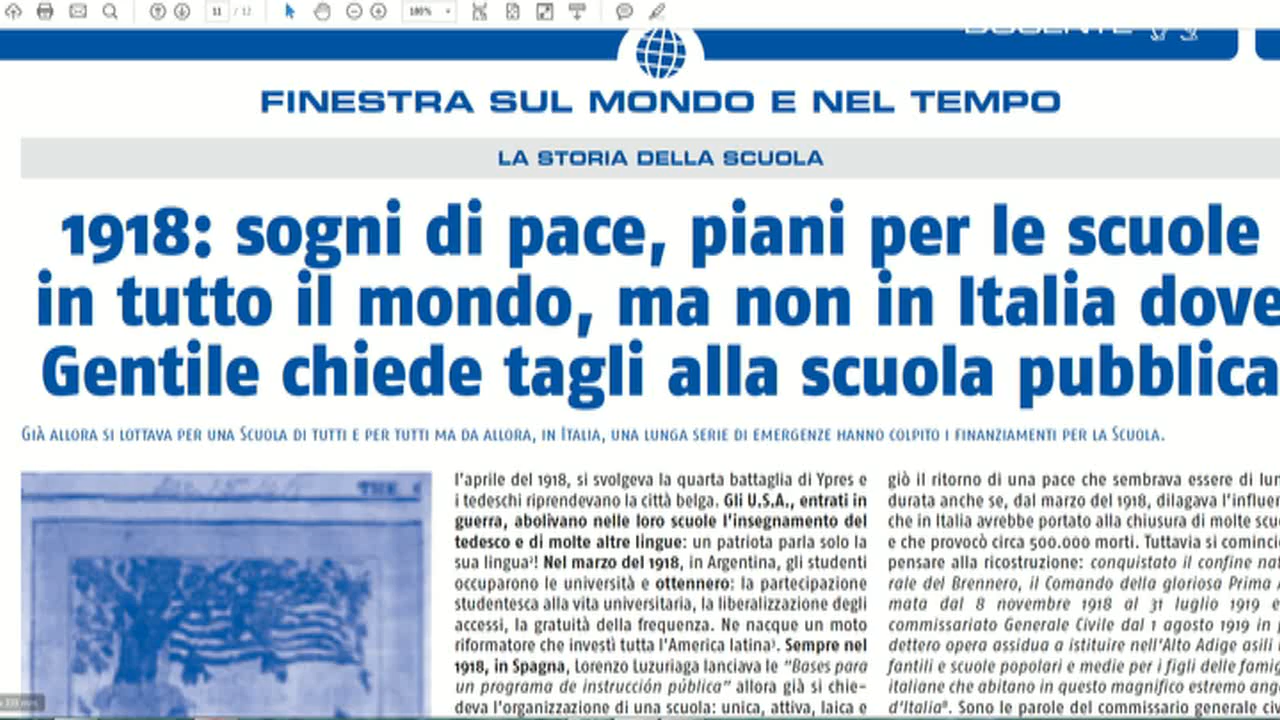 11 / 12
100%
DOCENTE
FINESTRA SUL MONDO E NEL TEMPO
LA STORIA DELLA SCUOLA
1918: sogni di pace, piani per le scuole
in tutto il mondo, ma non in Italia dove
Gentile chiede tagli alla scuola pubblica
Già allora si lottava per una Scuola di tutti e per tutti ma da allora, in Italia, una lunga serie di emergenze hanno colpito i finanziamenti per la Scuola.
THE
l'aprile del 1918, si svolgeva la quarta battaglia di Ypres e
i tedeschi riprendevano la città belga. Gli U.S.A., entrati in
guerra, abolivano nelle loro scuole l'insegnamento del
tedesco e di molte altre lingue: un patriota parla solo la
sua lingua²! Nel marzo del 1918, in Argentina, gli studenti
occuparono le università e ottennero: la partecipazione
studentesca alla vita universitaria, la liberalizzazione degli
accessi, la gratuità della frequenza. Ne nacque un moto
riformatore che investì tutta l'America latina³. Sempre nel
1918, in Spagna, Lorenzo Luzuriaga lanciava le "Bases para
un programa de instrucción pública" allora già si chie-
deva l'organizzazione di una scuola: unica, attiva, laica e
giò il ritorno di una pace che sembrava essere di lun
durata anche se, dal marzo del 1918, dilagava l'influen
che in Italia avrebbe portato alla chiusura di molte scu
e che provocò circa 500.000 morti. Tuttavia si cominci
pensare alla ricostruzione: conquistato il confine nat
rale del Brennero, il Comando della gloriosa Prima
mata dal 8 novembre 1918 al 31 luglio 1919 e
commissariato Generale Civile dal 1 agosto 1919 in p
dettero opera assidua a istituire nell'Alto Adige asili i
fantili e scuole popolari e medie per i figli delle famig
italiane che abitano in questo magnifico estremo ang
d'Italia⁸. Sono le parole del commissario generale ci